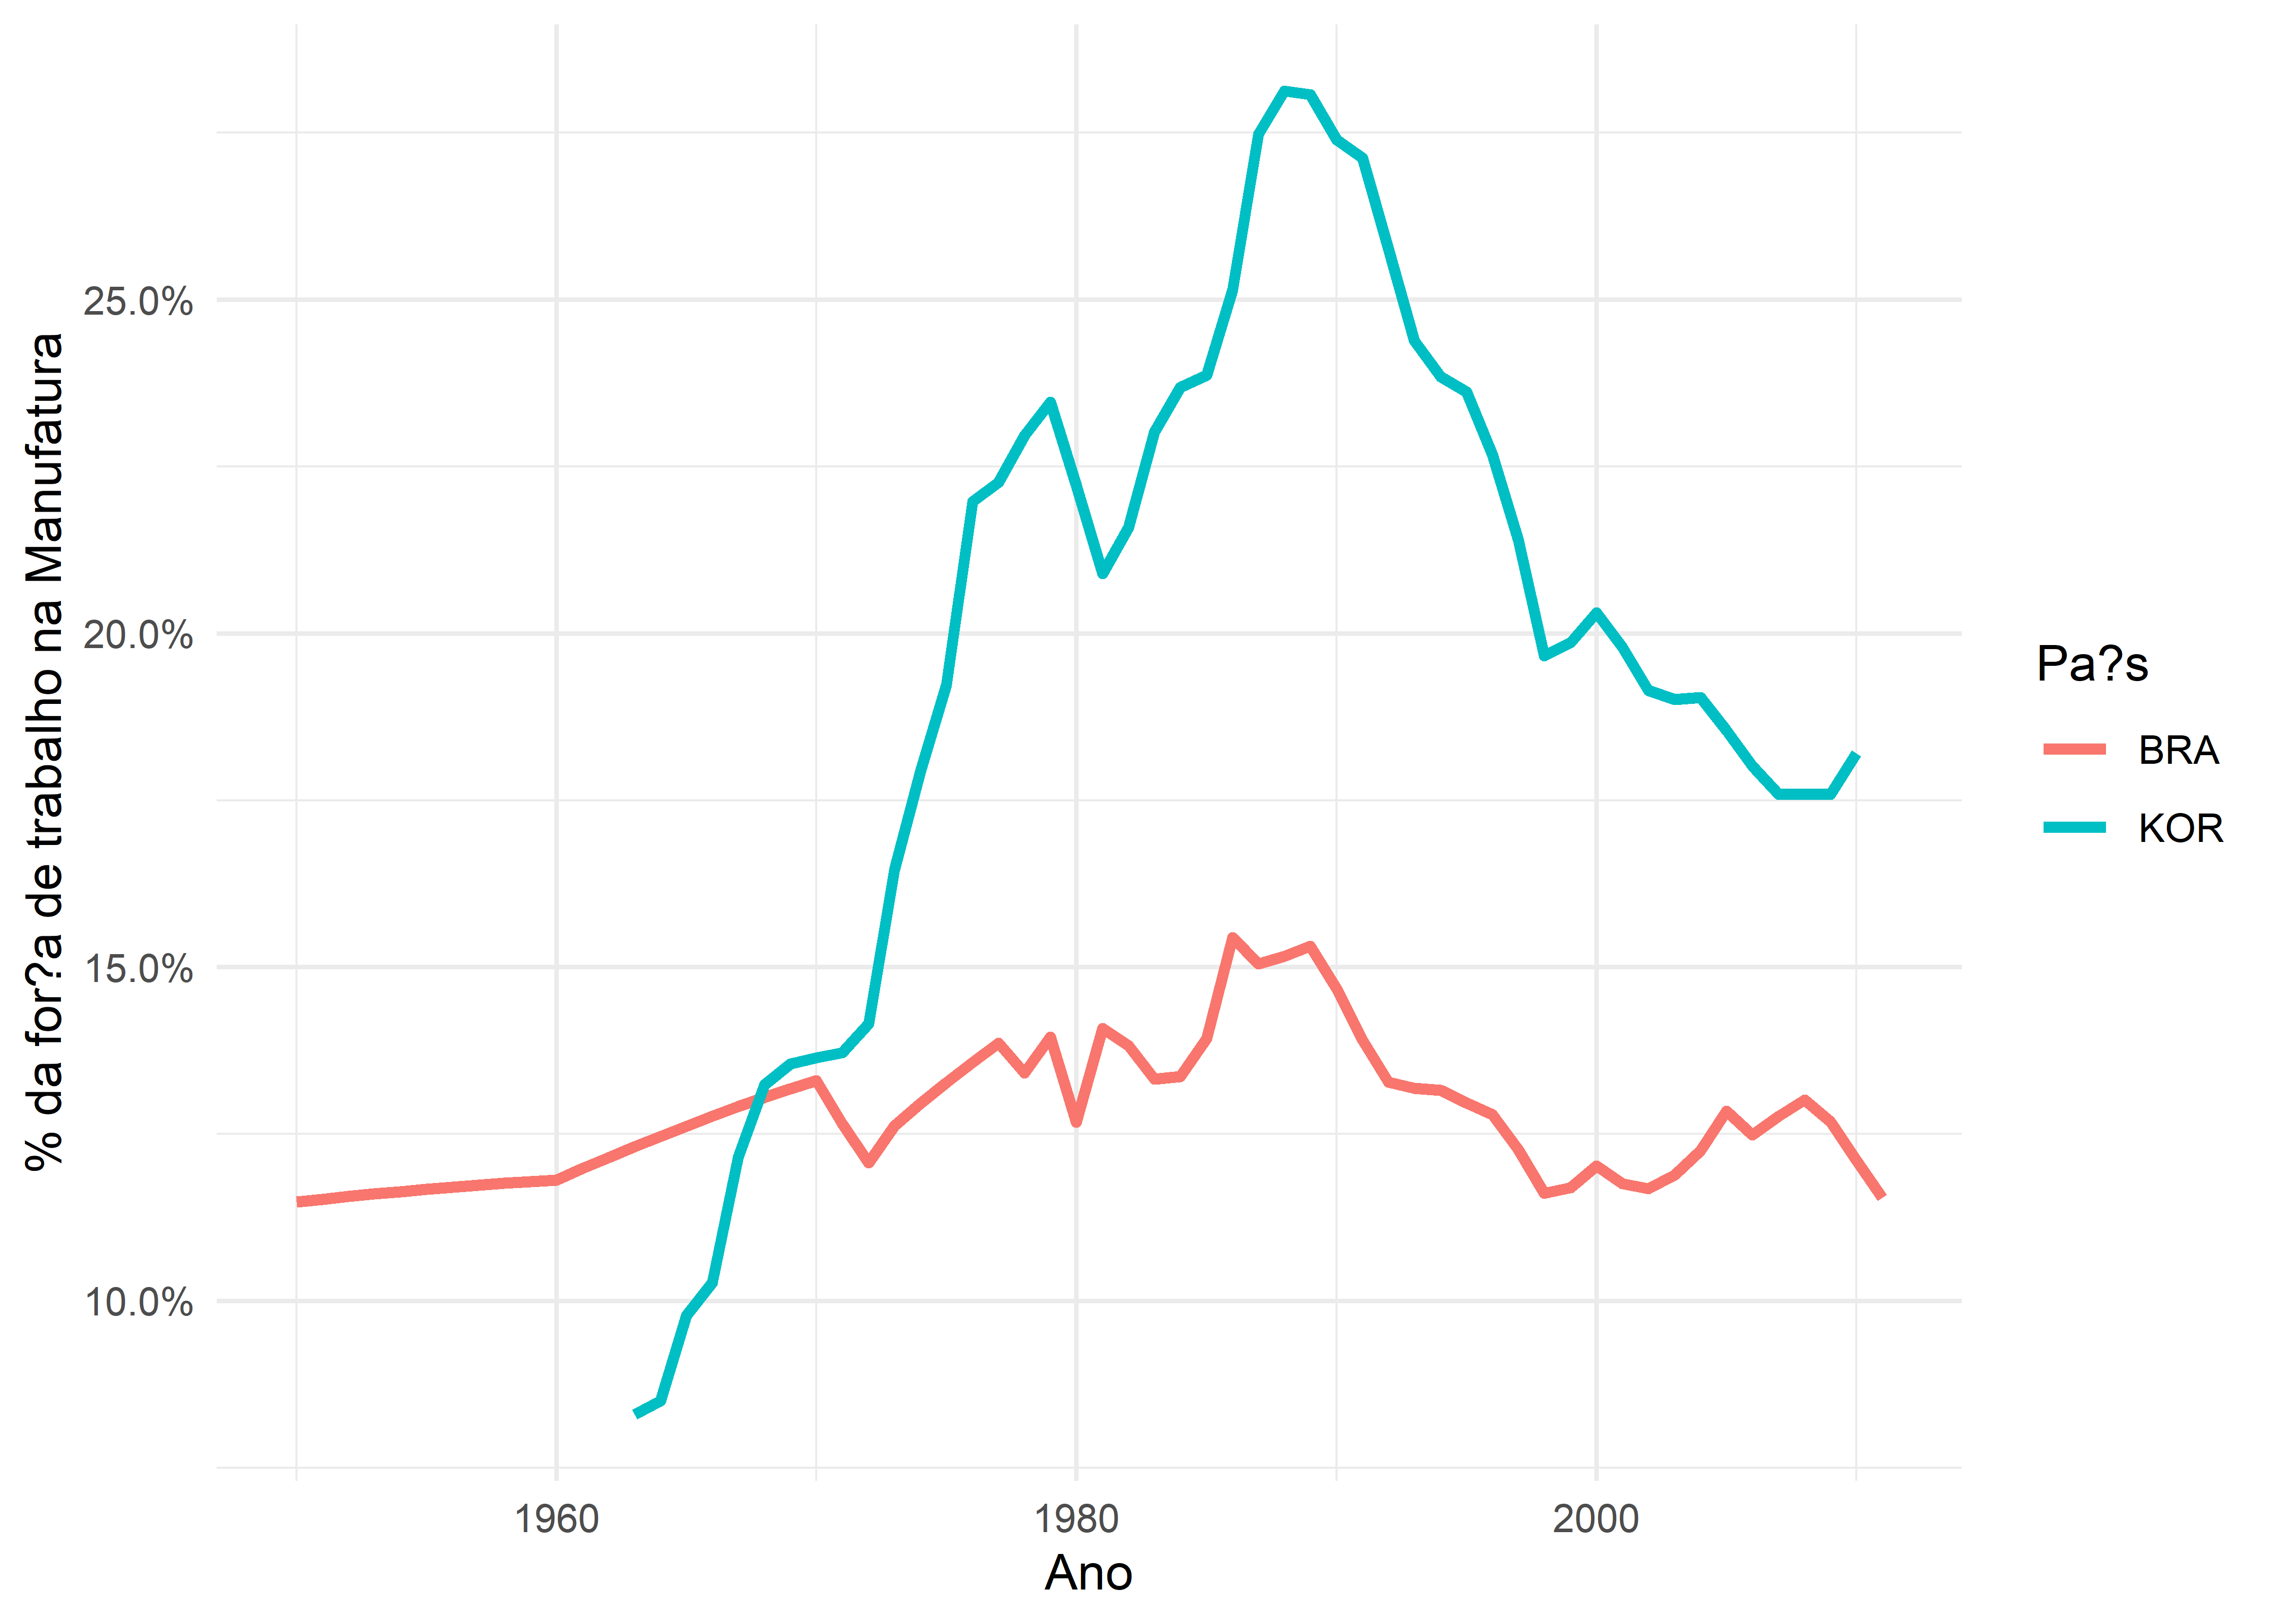 % da for?a de trabalho na Manufatura
25.0%
20.0%
15.0%
10.0%
1960
1980
2000
Ano
Pa?s
BRA
KOR